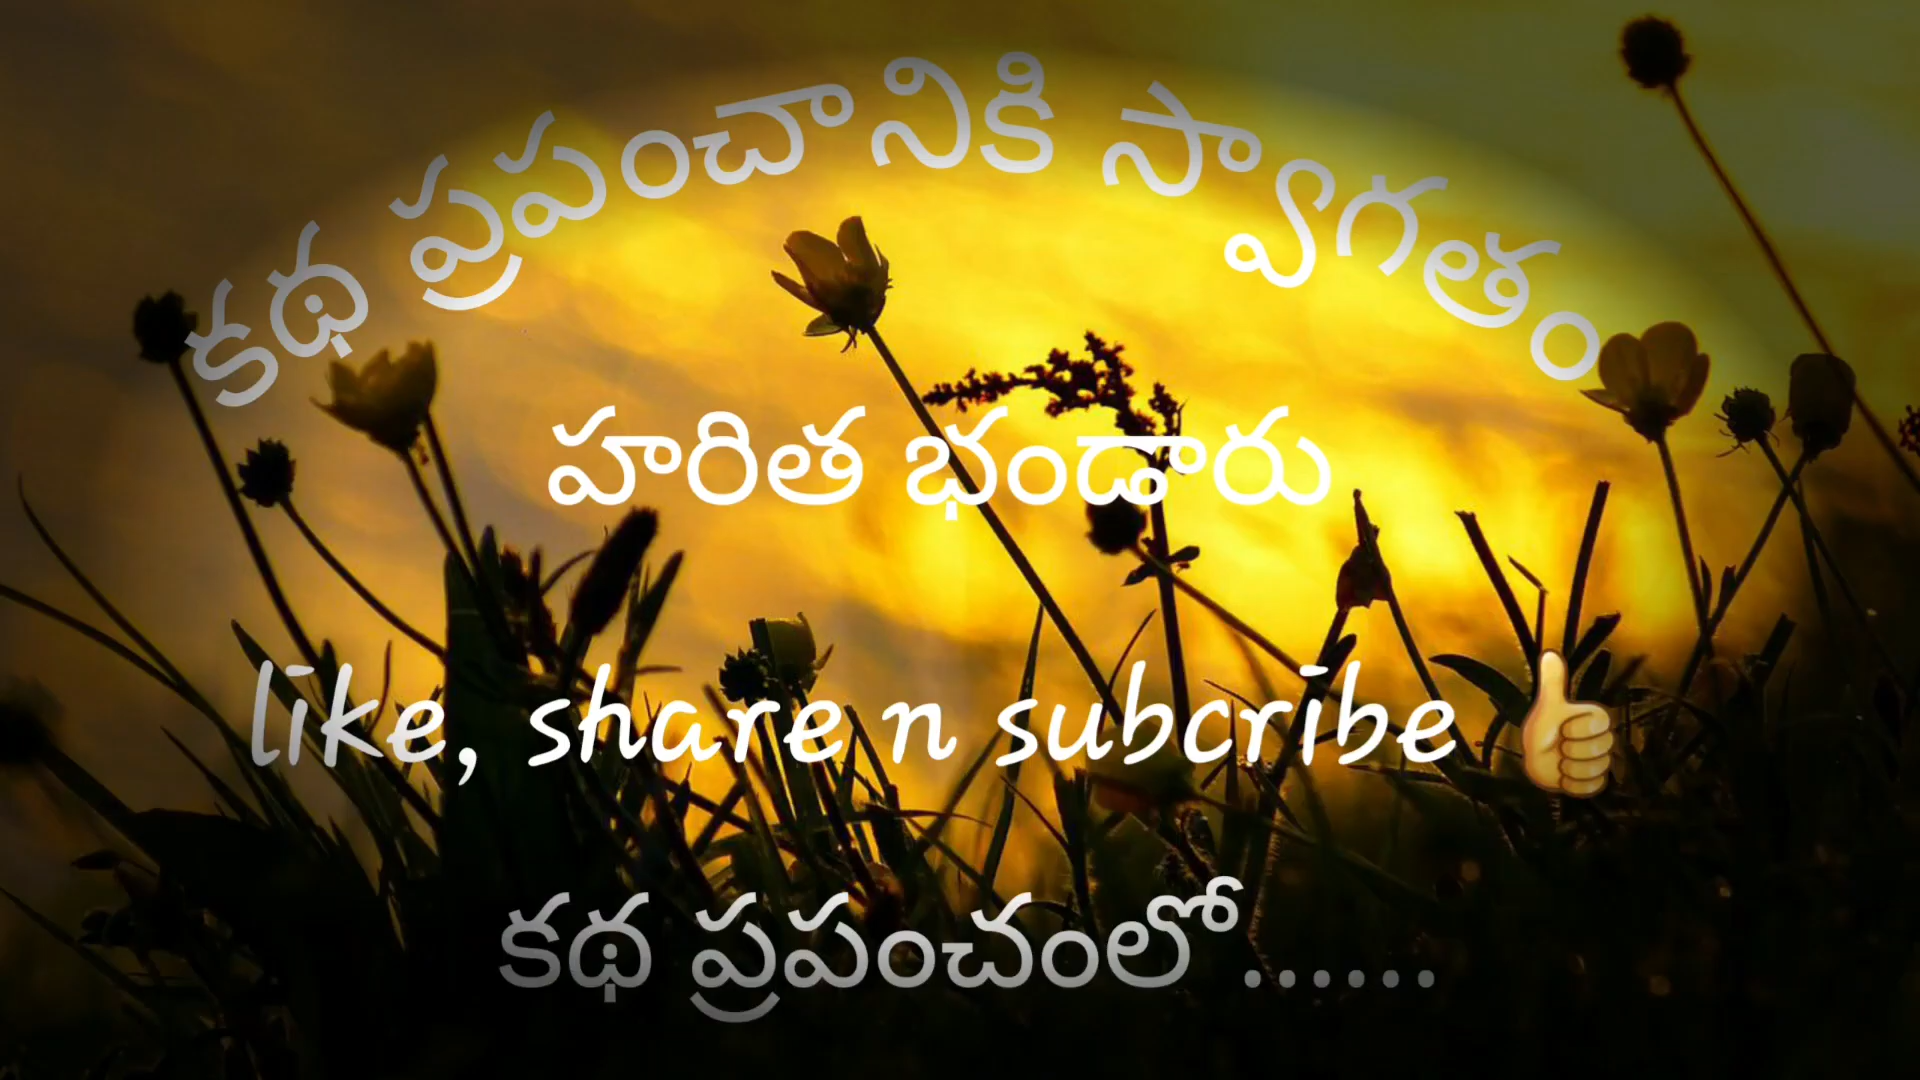 కథ ప్రపంచానికి స్వాగతం
హరిత భండారు
like, share n subcribe 👍
కథ ప్రపంచంలో......